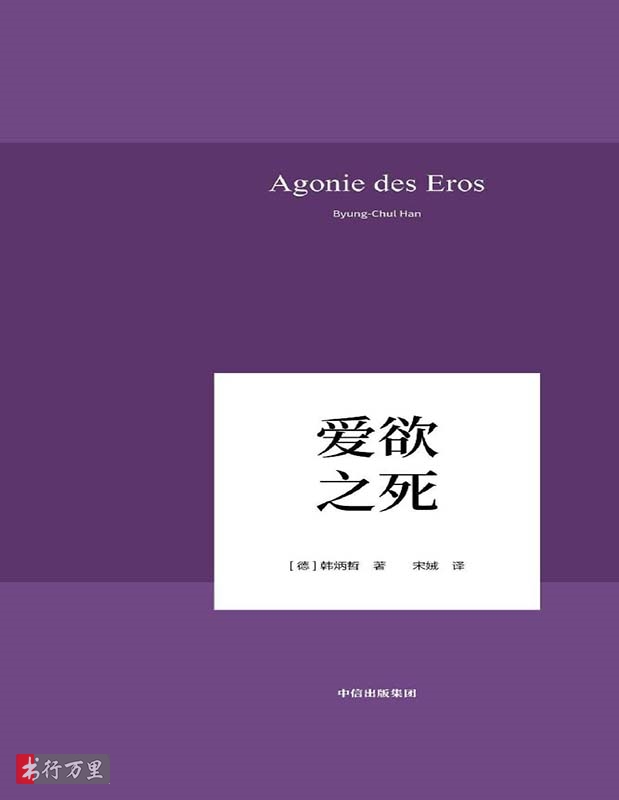 Agonie des Eros
Byung-Chul Han
爱欲
之死
[德]韩炳哲 著 宋娀 译
中信出版集团
书行万里